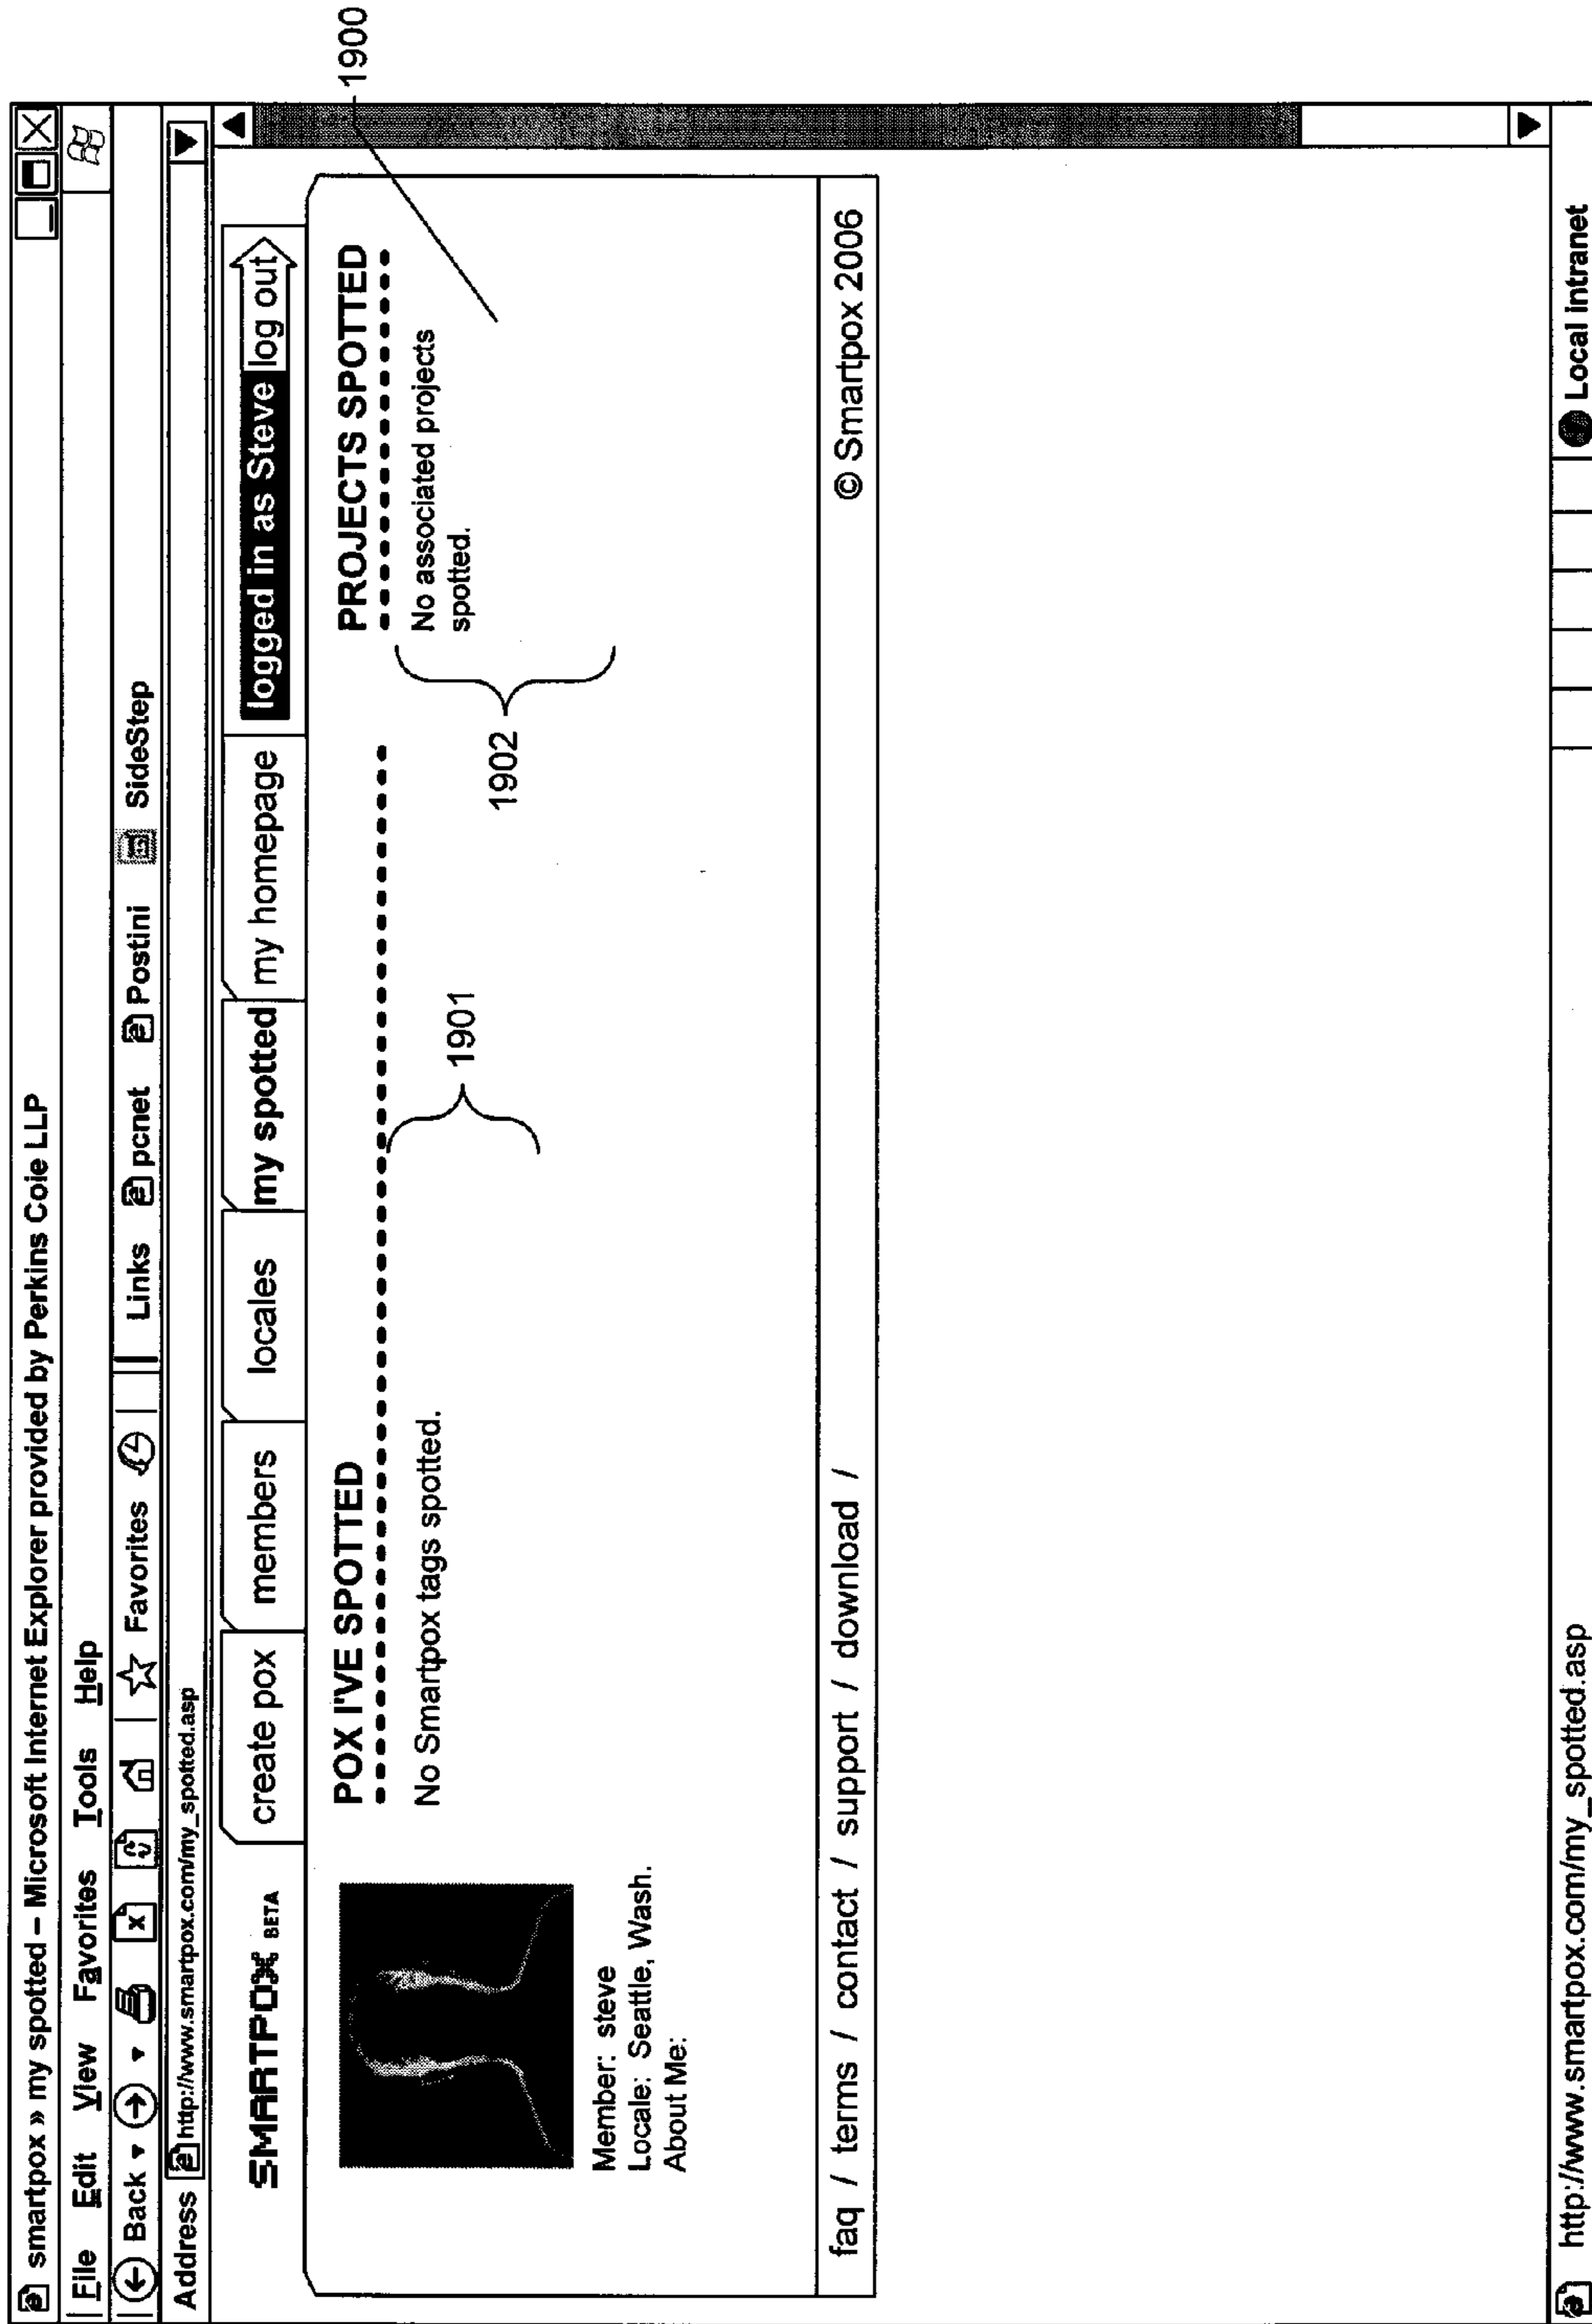 smartpox » my spotted – Microsoft Internet Explorer provided by Perkins Coie LLP
File Edit View Favorites Tools Help
Back Favorites Links pcnet Postini SideStep
Address http://www.smartpox.com/my_spotted.asp
SMARTPOX BETA create pox members locales my spotted my homepage logged in as Steve log out
1900
POX I'VE SPOTTED
No Smartpox tags spotted.
1901
PROJECTS SPOTTED
No associated projects
spotted.
1902
Member: steve
Locale: Seattle, Wash.
About Me:
faq / terms / contact / support / download / © Smartpox 2006
http://www.smartpox.com/my_spotted.asp Local intranet